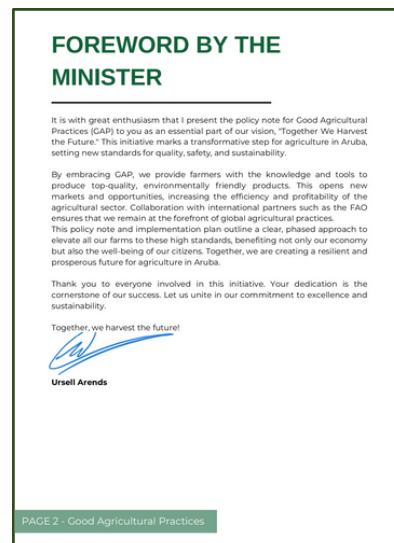 FOREWORD BY THE
MINISTER
It is with great enthusiasm that I present the policy note for Good Agricultural
Practices (GAP) to you as an essential part of our vision, "Together We Harvest
the Future." This initiative marks a transformative step for agriculture in Aruba,
setting new standards for quality, safety, and sustainability.
By embracing GAP, we provide farmers with the knowledge and tools to
produce top-quality, environmentally friendly products. This opens new
markets and opportunities, increasing the efficiency and profitability of the
agricultural sector. Collaboration with international partners such as the FAO
ensures that we remain at the forefront of global agricultural practices.
This policy note and implementation plan outline a clear, phased approach to
elevate all our farms to these high standards, benefiting not only our economy
but also the well-being of our citizens. Together, we are creating a resilient and
prosperous future for agriculture in Aruba.
Thank you to everyone involved in this initiative. Your dedication is the
cornerstone of our success. Let us unite in our commitment to excellence and
sustainability.
Together, we harvest the future!
Ursell Arends
PAGE 2 - Good Agricultural Practices